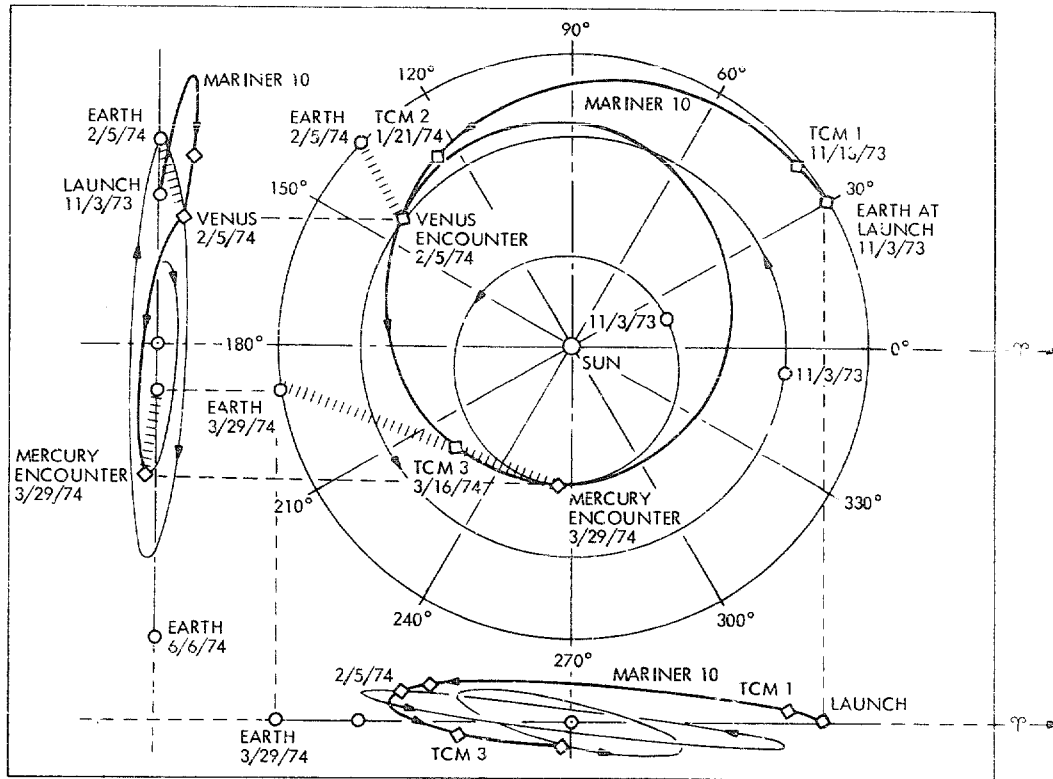 90°
120°
60°
MARINER 10
EARTH
2/5/74
EARTH
2/5/74
TCM 2
1/21/74
MARINER 10
TCM 1
LAUNCH
11/3/73
150°
30°
EARTH AT
LAUNCH
11/3/73
VENUS
2/5/74
VENUS
ENCOUNTER
2/5/74
11/3/73
SUN
180°
0°
♈
11/3/73
EARTH
3/29/74
MERCURY
ENCOUNTER
3/29/74
TCM 3
3/16/74
210°
MERCURY
ENCOUNTER
3/29/74
330°
240°
300°
EARTH
6/6/74
270°
2/5/74
MARINER 10
TCM 1
LAUNCH
♈
EARTH
3/29/74
TCM 3